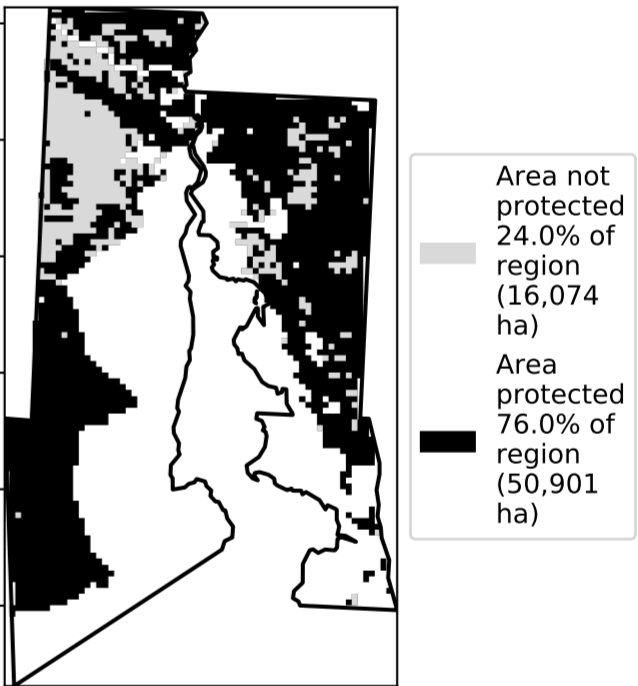 Area not
protected
24.0% of
region
(16,074
ha)
Area
protected
76.0% of
region
(50,901
ha)